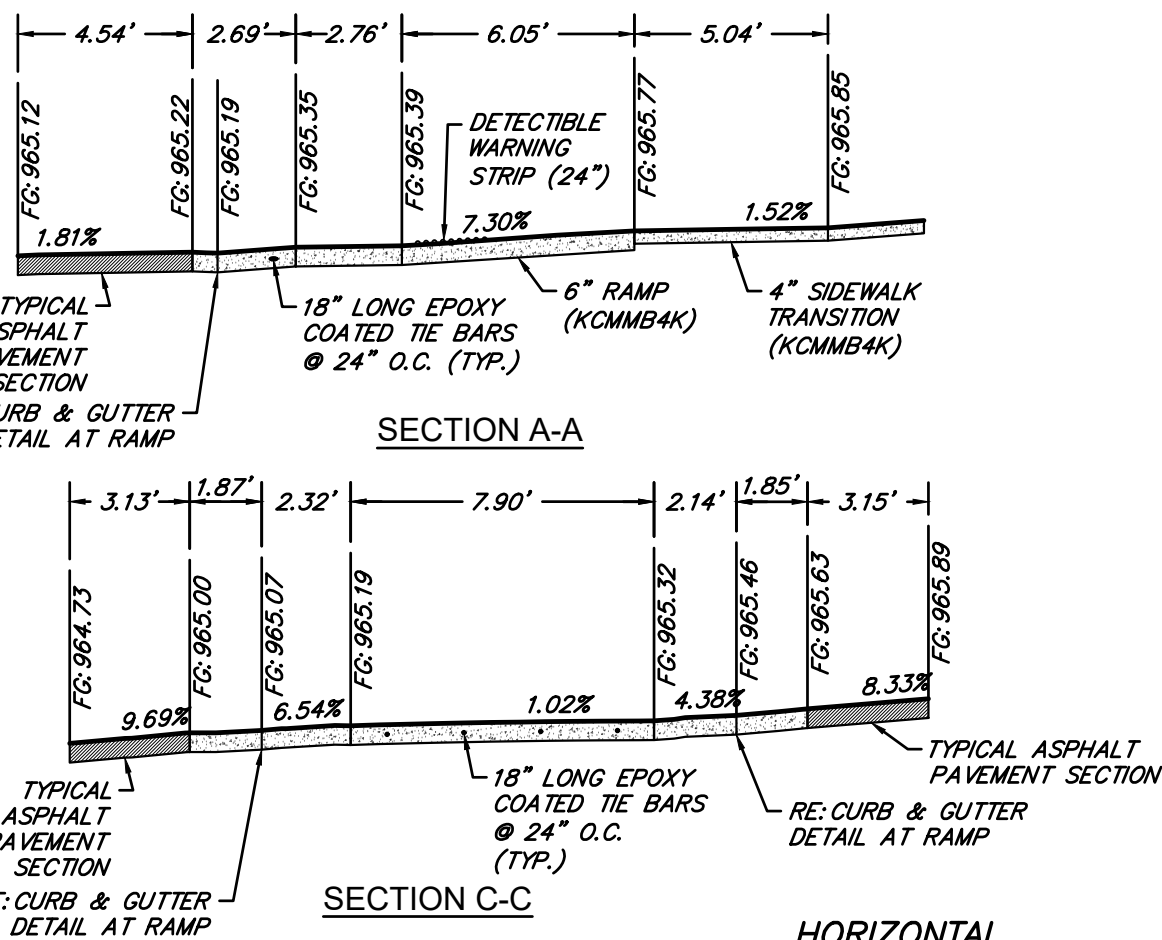 4.54'
2.69'
2.76'
6.05'
5.04'
FG: 965.12
FG: 965.22
FG: 965.19
FG: 965.35
FG: 965.39
FG: 965.77
FG: 965.85
DETECTIBLE
WARNING
STRIP (24")
1.81%
7.30%
1.52%
TYPICAL
ASPHALT
PAVEMENT
SECTION
CURB & GUTTER
DETAIL AT RAMP
18" LONG EPOXY
COATED TIE BARS
@ 24" O.C. (TYP.)
6" RAMP
(KCMMB4K)
4" SIDEWALK
TRANSITION
(KCMMB4K)
SECTION A-A
3.13'
1.87'
2.32'
7.90'
2.14'
1.85'
3.15'
FG: 964.73
FG: 965.00
FG: 965.07
FG: 965.19
FG: 965.32
FG: 965.46
FG: 965.63
FG: 965.89
9.69%
6.54%
1.02%
4.38%
8.33%
TYPICAL
ASPHALT
PAVEMENT
SECTION
E: CURB & GUTTER
DETAIL AT RAMP
18" LONG EPOXY
COATED TIE BARS
@ 24" O.C.
(TYP.)
RE: CURB & GUTTER
DETAIL AT RAMP
TYPICAL ASPHALT
PAVEMENT SECTION
SECTION C-C
HORIZONTAL